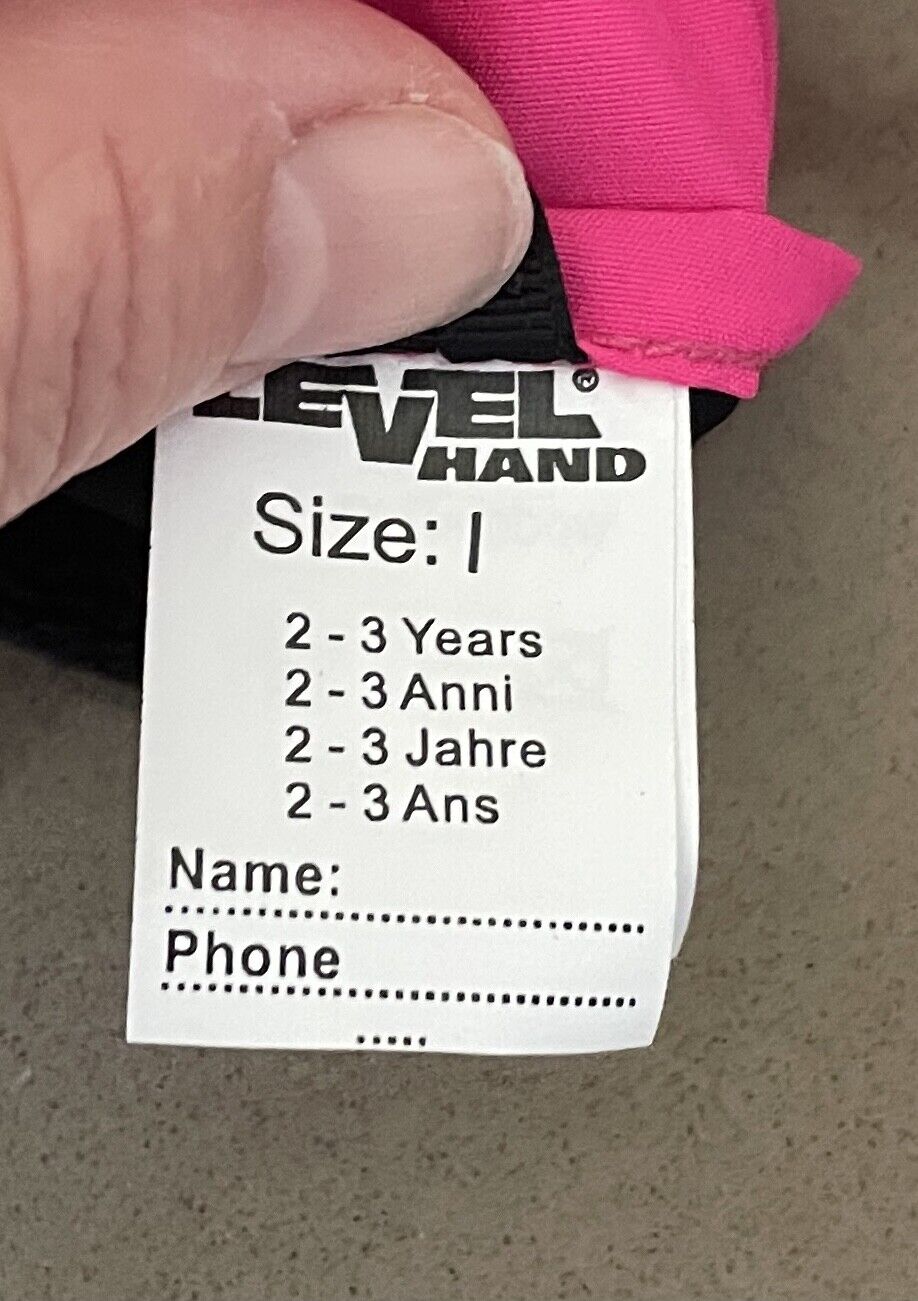 LEVEL®
HAND
Size: I
2 - 3 Years
2 - 3 Anni
2 - 3 Jahre
2 - 3 Ans
Name:
Phone